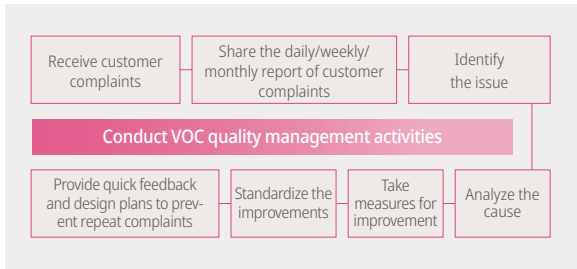 Receive customer
complaints
Share the daily/weekly/
monthly report of customer
complaints
Identify
the issue
Conduct VOC quality management activities
Provide quick feedback
and design plans to prev-
ent repeat complaints
Standardize the
improvements
Take
measures for
improvement
Analyze the
cause